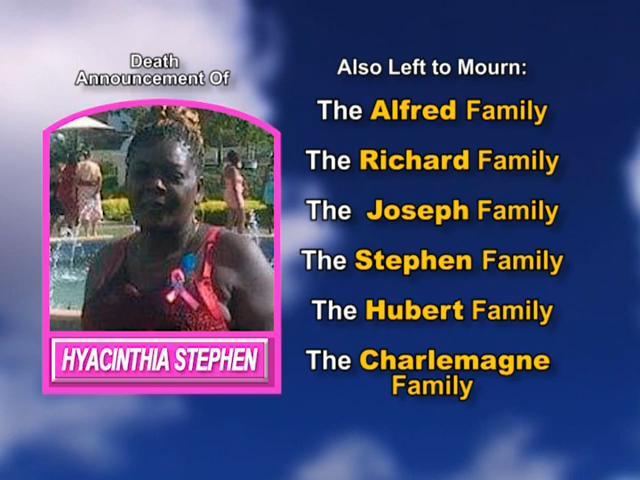 Death
Announcement Of
HYACINTHIA STEPHEN
Also Left to Mourn:
The Alfred Family
The Richard Family
The Joseph Family
The Stephen Family
The Hubert Family
The Charlemagne
Family